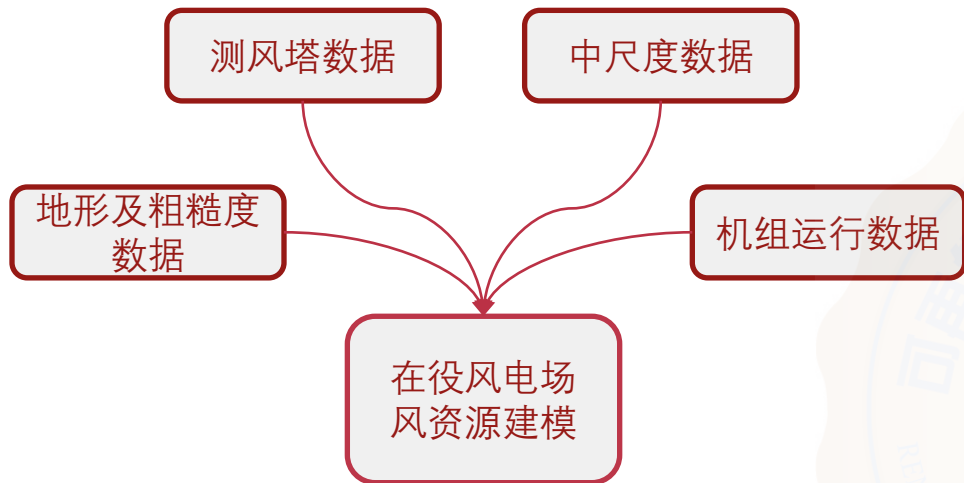 测风塔数据
中尺度数据
地形及粗糙度
数据
机组运行数据
在役风电场
风资源建模